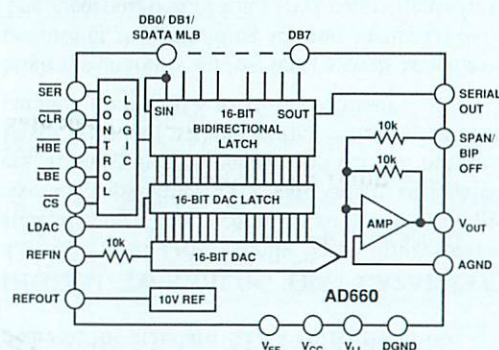 DB0/ DB1/
SDATA MLB
DB7
SER
CLR
HBE
LBE
CS
LDAC
REFIN
REFOUT
CONTROL
LOGIC
SIN
16-BIT
BIDIRECTIONAL
LATCH
SOUT
16-BIT DAC LATCH
10k
16-BIT DAC
10V REF
10k
10k
AMP
AD660
SERIAL
OUT
SPAN/
BIP
OFF
VOUT
AGND
VEE
VCC
VLL
DGND